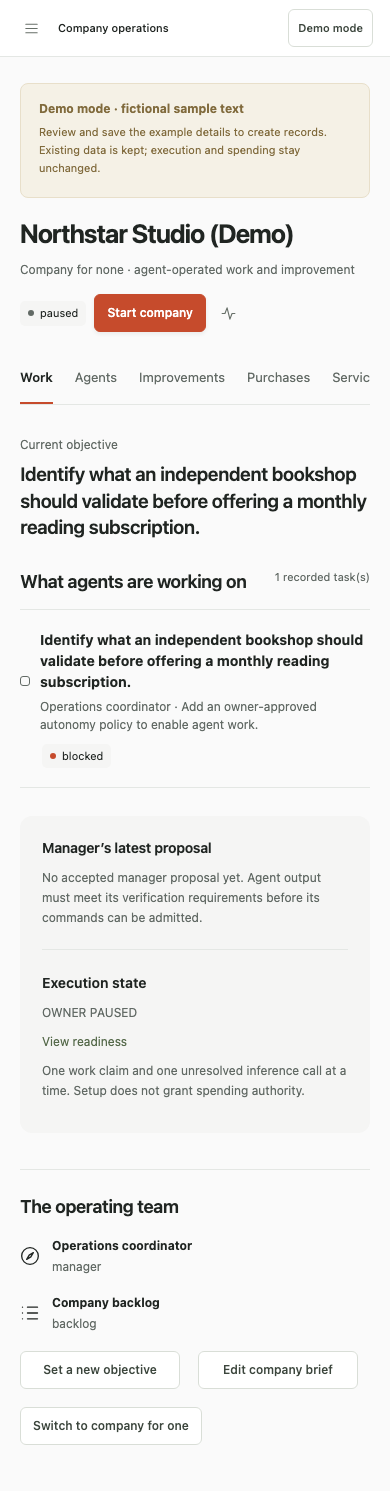 Company operations
Demo mode
Demo mode · fictional sample text
Review and save the example details to create records.
Existing data is kept; execution and spending stay
unchanged.
Northstar Studio (Demo)
Company for none · agent-operated work and improvement
paused
Start company
Work Agents Improvements Purchases Servic
Current objective
Identify what an independent bookshop
should validate before offering a monthly
reading subscription.
What agents are working on
1 recorded task(s)
Identify what an independent bookshop should
validate before offering a monthly reading
subscription.
Operations coordinator · Add an owner-approved
autonomy policy to enable agent work.
blocked
Manager’s latest proposal
No accepted manager proposal yet. Agent output
must meet its verification requirements before its
commands can be admitted.
Execution state
OWNER PAUSED
View readiness
One work claim and one unresolved inference call at a
time. Setup does not grant spending authority.
The operating team
Operations coordinator
manager
Company backlog
backlog
Set a new objective
Edit company brief
Switch to company for one